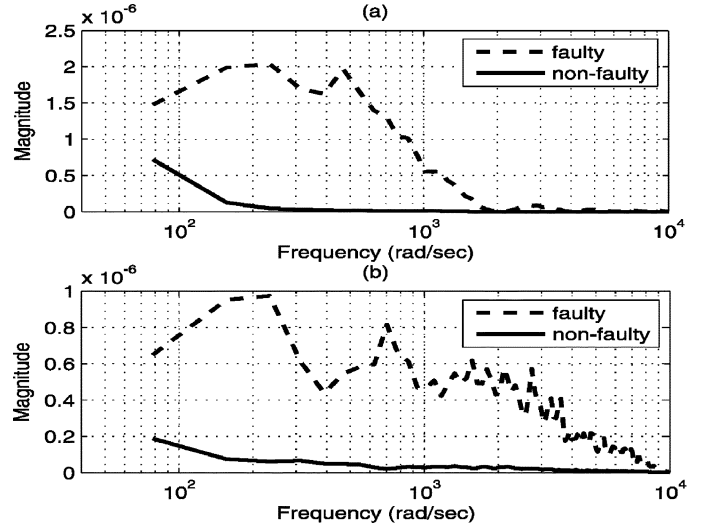 (a)
x 10^-6
2.5
2
1.5
1
0.5
0
Magnitude
faulty
non-faulty
10^2
10^3
10^4
Frequency (rad/sec)
(b)
x 10^-6
1
0.8
0.6
0.4
0.2
0
Magnitude
faulty
non-faulty
10^2
10^3
10^4
Frequency (rad/sec)